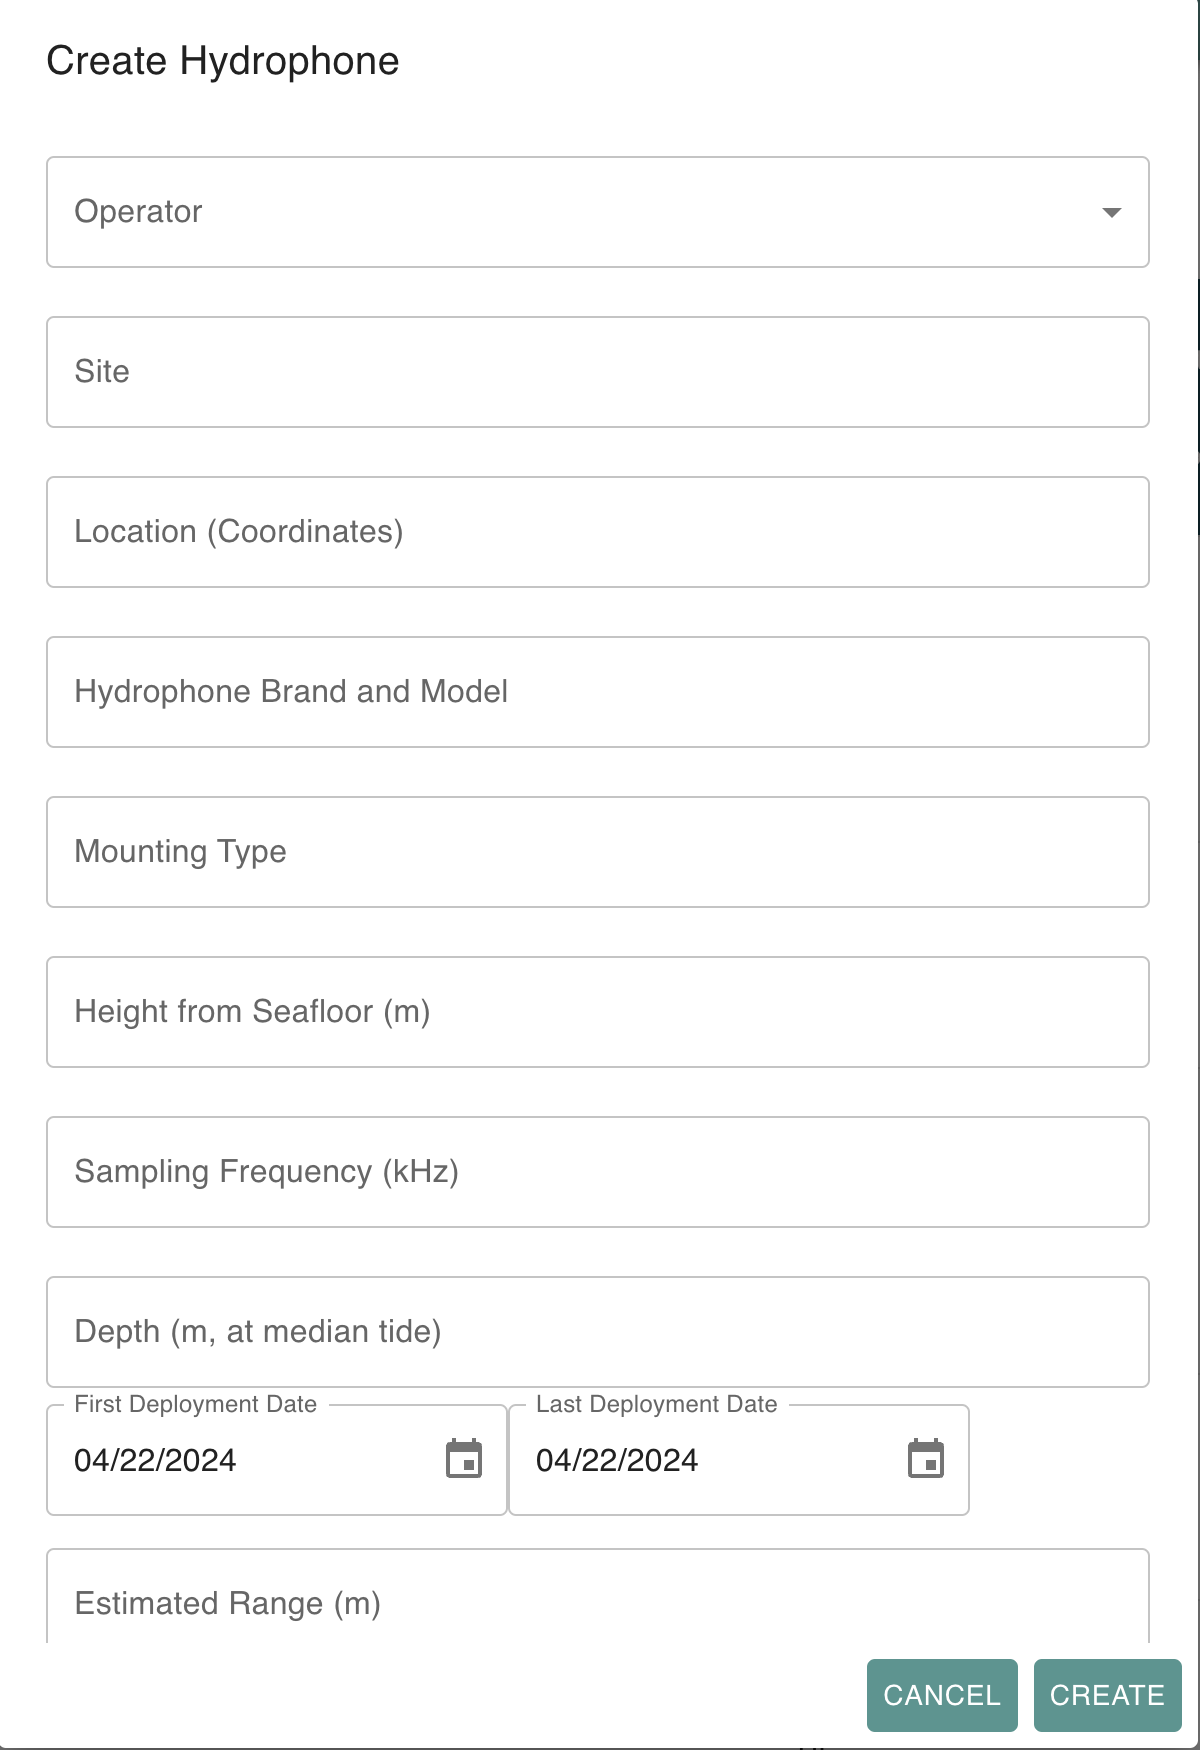 Create Hydrophone
Operator
Site
Location (Coordinates)
Hydrophone Brand and Model
Mounting Type
Height from Seafloor (m)
Sampling Frequency (kHz)
Depth (m, at median tide)
First Deployment Date Last Deployment Date
04/22/2024 04/22/2024
Estimated Range (m)
CANCEL CREATE